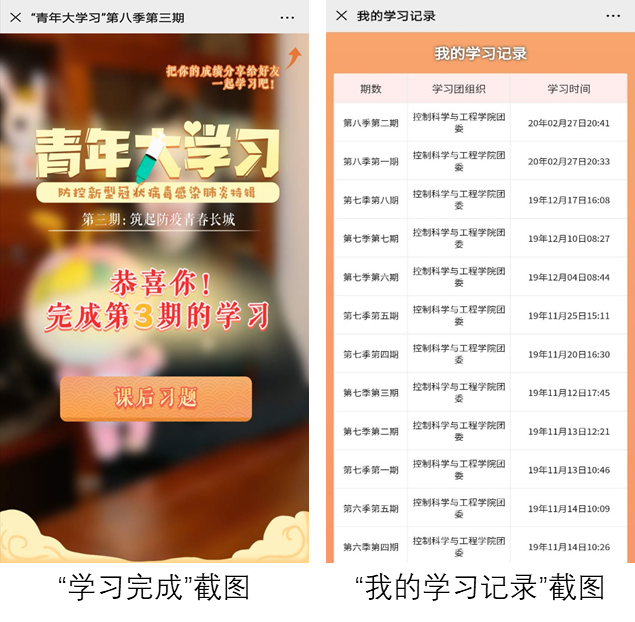 "青年大学习"第八季第三期
把你的成绩分享给好友
一起学习吧！
青年大学习
防控新型冠状病毒感染肺炎特辑
第三期：筑起防疫青春长城
恭喜你！
完成第3期的学习
课后习题
“学习完成”截图
我的学习记录
我的学习记录
期数 学习团组织 学习时间
第八季第二期 控制科学与工程学院团委 20年02月27日20:41
第八季第一期 控制科学与工程学院团委 20年02月27日20:33
第七季第八期 控制科学与工程学院团委 19年12月17日16:08
第七季第七期 控制科学与工程学院团委 19年12月10日08:27
第七季第六期 控制科学与工程学院团委 19年12月04日08:44
第七季第五期 控制科学与工程学院团委 19年11月25日15:11
第七季第四期 控制科学与工程学院团委 19年11月20日16:30
第七季第三期 控制科学与工程学院团委 19年11月12日17:45
第七季第二期 控制科学与工程学院团委 19年11月13日12:21
第七季第一期 控制科学与工程学院团委 19年11月13日10:46
第六季第五期 控制科学与工程学院团委 19年11月14日10:09
第六季第四期 控制科学与工程学院团委 19年11月14日10:26
“我的学习记录”截图